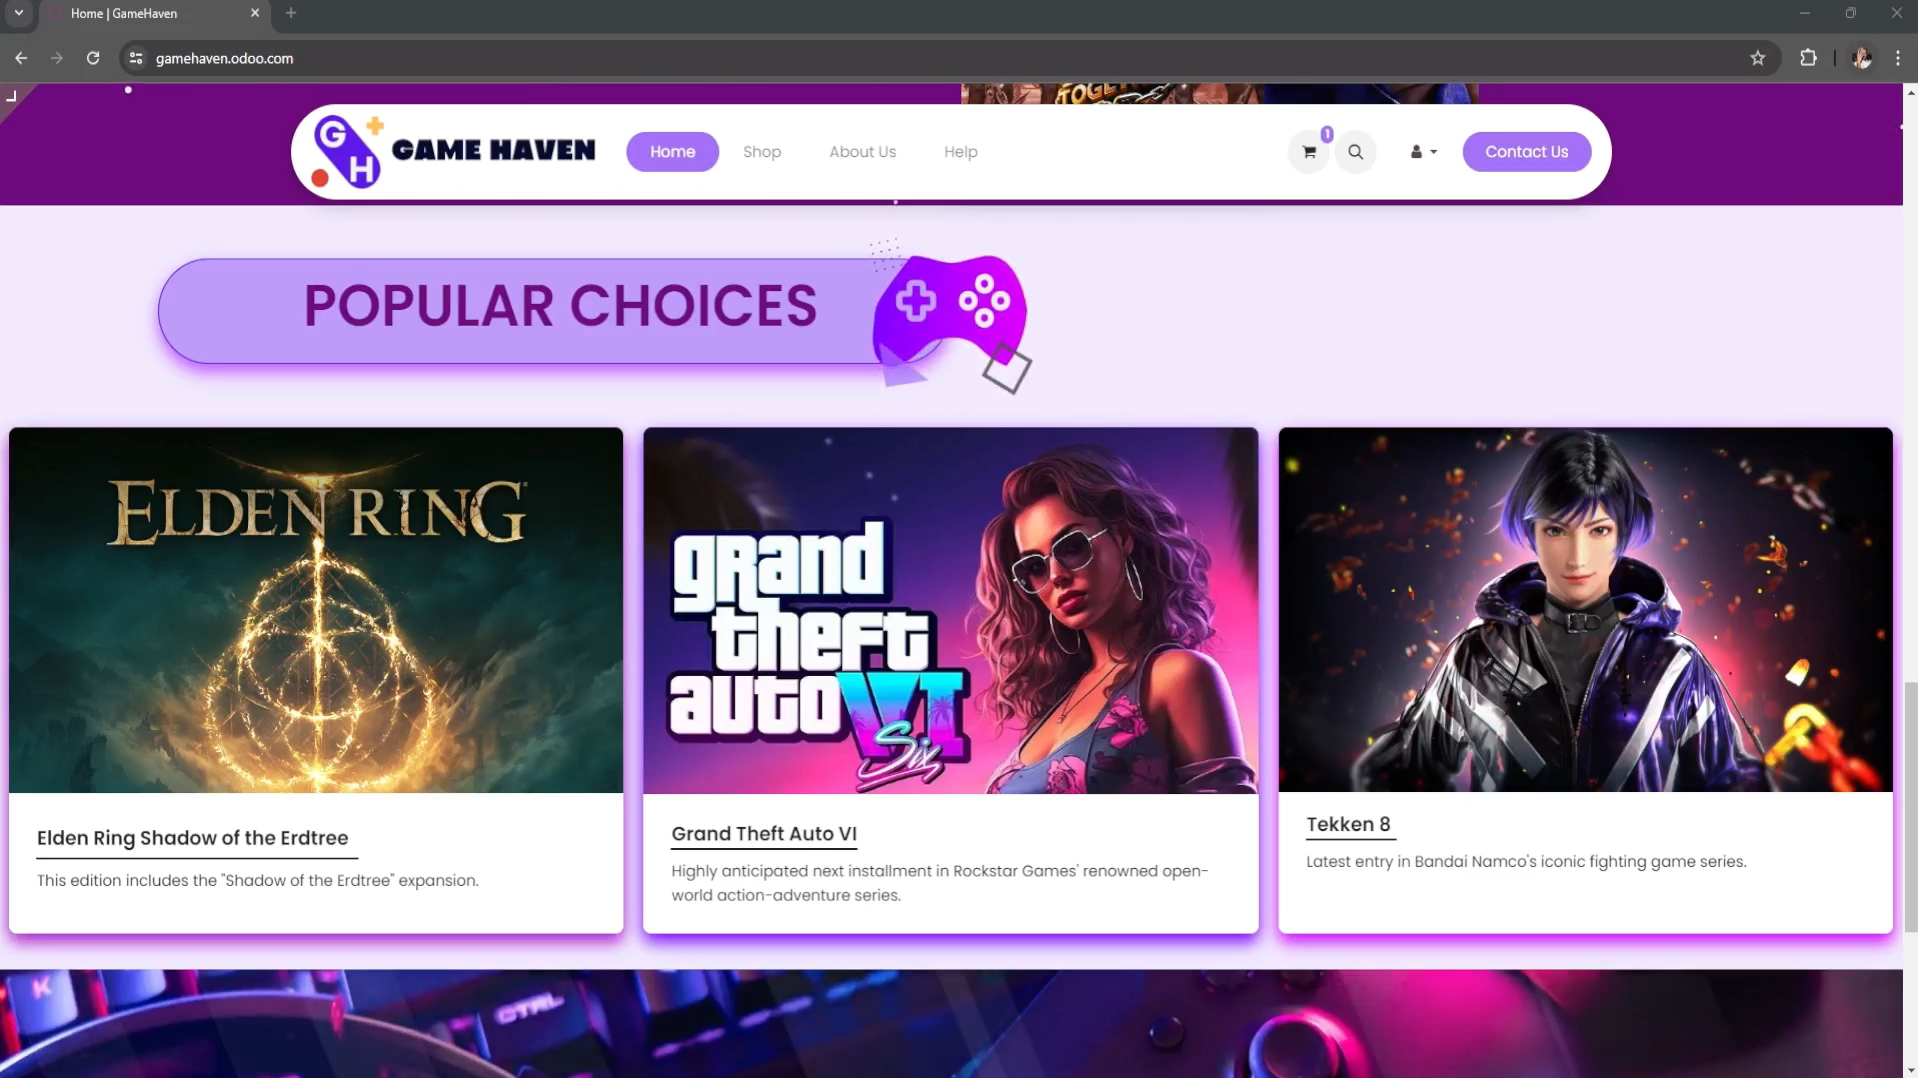 Home | GameHaven
gamehaven.odoo.com
TOGE
G
H
GAME HAVEN
Home
Shop
About Us
Help
1
Contact Us
POPULAR CHOICES
ELDEN RING
grand
theft
auto VI
Six
Elden Ring Shadow of the Erdtree
This edition includes the "Shadow of the Erdtree" expansion.
Grand Theft Auto VI
Highly anticipated next installment in Rockstar Games' renowned open-
world action-adventure series.
Tekken 8
Latest entry in Bandai Namco's iconic fighting game series.
K
CTRL